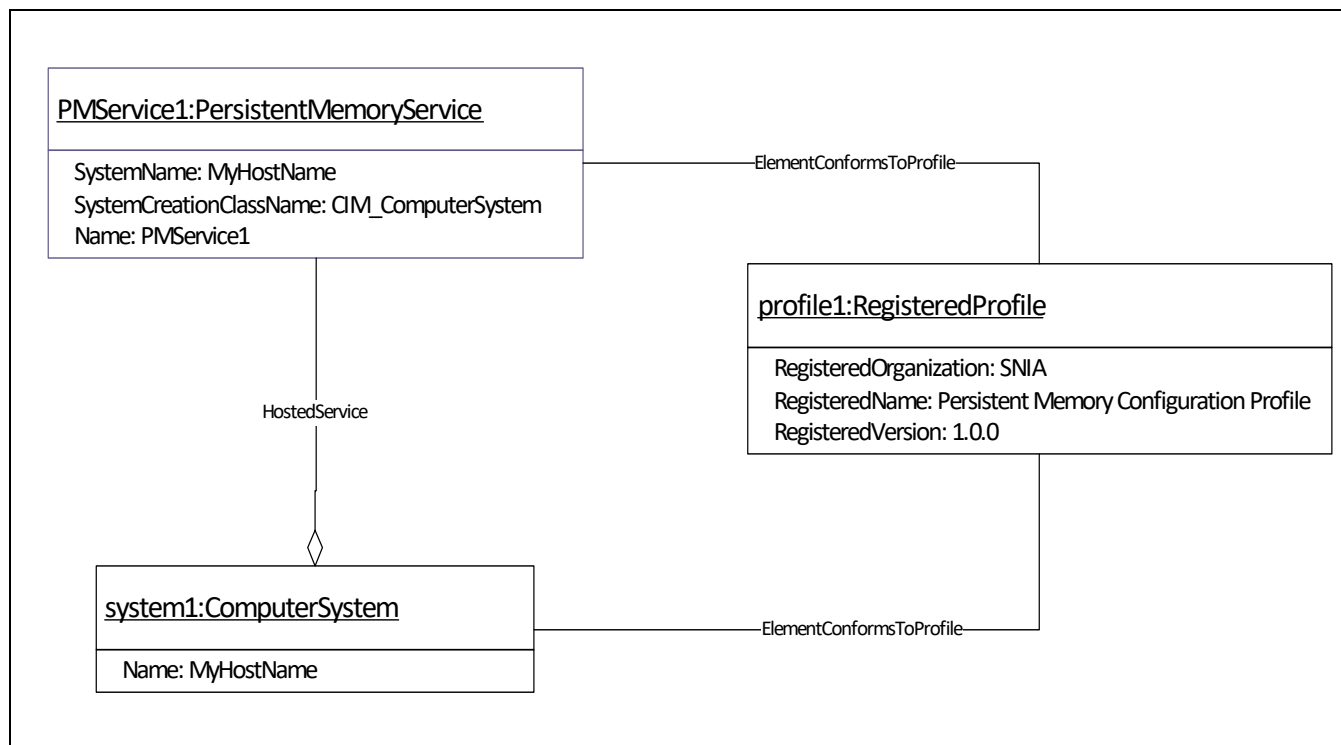 PMService1:PersistentMemoryService
SystemName: MyHostName
SystemCreationClassName: CIM_ComputerSystem
Name: PMService1
ElementConformsToProfile
profile1:RegisteredProfile
RegisteredOrganization: SNIA
RegisteredName: Persistent Memory Configuration Profile
RegisteredVersion: 1.0.0
HostedService
system1:ComputerSystem
Name: MyHostName
ElementConformsToProfile